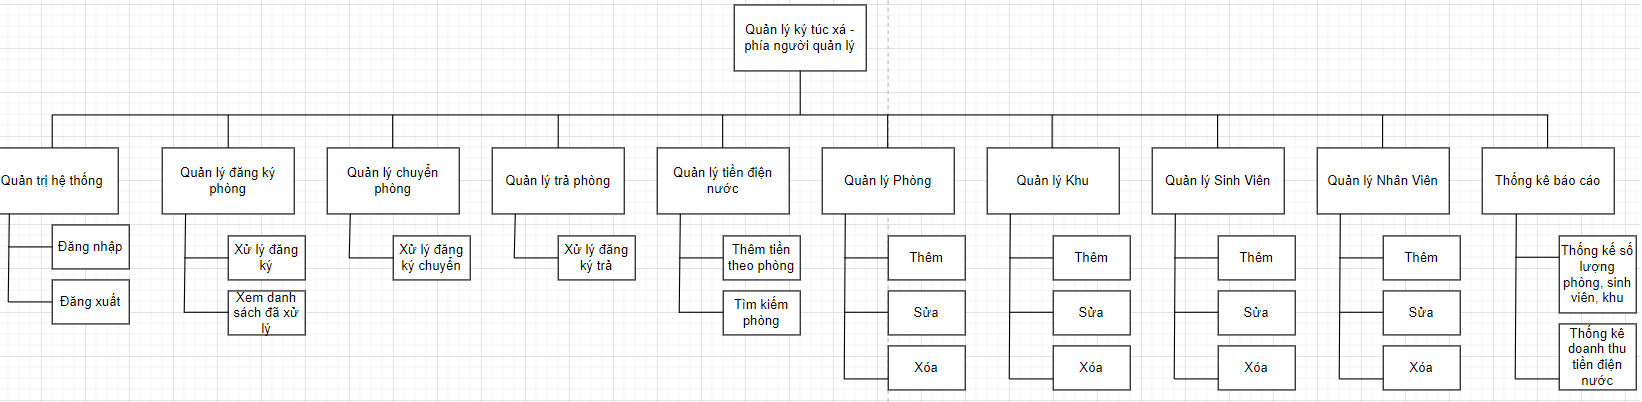 Quản lý ký túc xá -
phía người quản lý
Quản trị hệ thống
Đăng nhập
Đăng xuất
Quản lý đăng ký
phòng
Xử lý đăng
ký
Xem danh
sách đã xử
lý
Quản lý chuyển
phòng
Xử lý đăng
ký chuyển
Quản lý trả phòng
Xử lý đăng
ký trả
Quản lý tiền điện
nước
Thêm tiền
theo phòng
Tìm kiếm
phòng
Quản lý Phòng
Thêm
Sửa
Xóa
Quản lý Khu
Thêm
Sửa
Xóa
Quản lý Sinh Viên
Thêm
Sửa
Xóa
Quản lý Nhân Viên
Thêm
Sửa
Xóa
Thống kê báo cáo
Thống kế số
lượng
phòng, sinh
viên, khu
Thống kê
doanh thu
tiền điện
nước